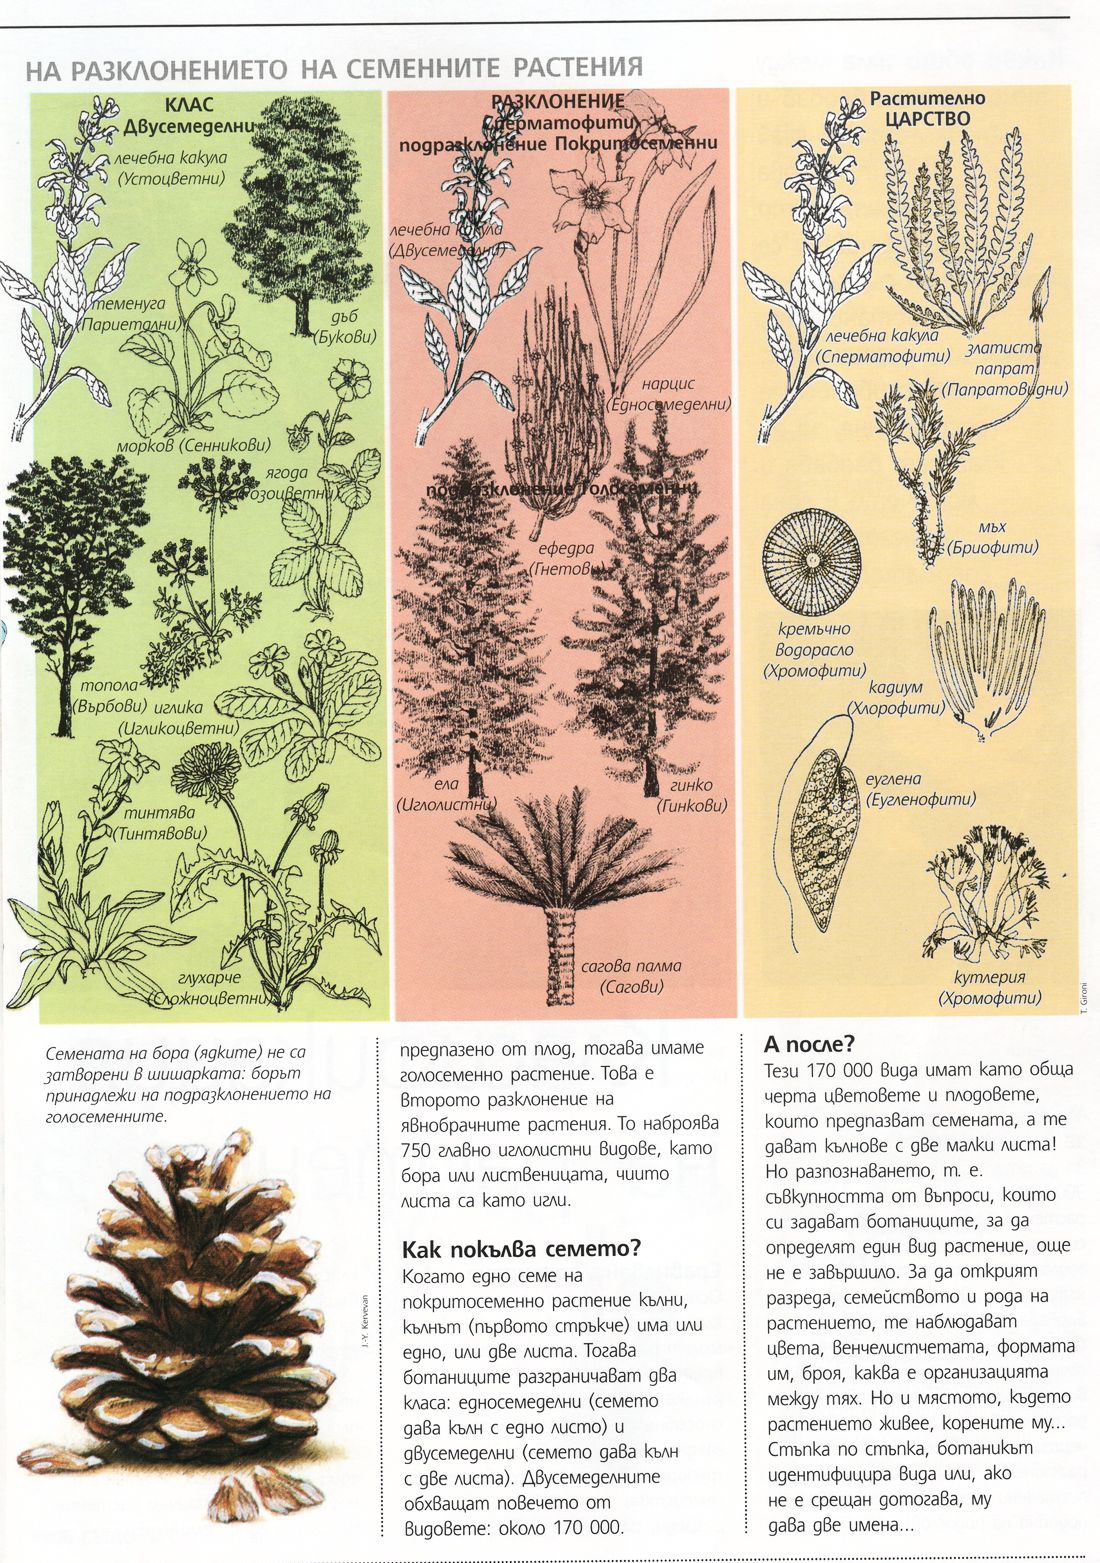 НА РАЗКЛОНЕНИЕТО НА СЕМЕННИТЕ РАСТЕНИЯ
КЛАС
Двусемеделни
лечебна какула
(Устоцветни)
теменуга
(Париетални)
дъб
(Букови)
морков (Сенникови)
ягода
(Розоцветни)
топола
(Върбови)
иглика
(Игликоцветни)
тинтява
(Тинтявови)
глухарче
(Сложноцветни)
РАЗКЛОНЕНИЕ
Сперматофити
подразклонение Покритосеменни
лечебна какула
(Двусемеделни)
нарцис
(Едносемеделни)
подразклонение Голосеменни
ефедра
(Гнетови)
ела
(Иглолистни)
гинко
(Гинкови)
сагова палма
(Сагови)
Растително
ЦАРСТВО
лечебна какула
(Сперматофити)
златиста
папрат
(Папратовидни)
мъх
(Бриофити)
кремъчно
водорасло
(Хромофити)
кадиум
(Хлорофити)
еуглена
(Еугленофити)
кутлерия
(Хромофити)
T. Gironi
Семената на бора (ядките) не са
затворени в шишарката: борът
принадлежи на подразклонението на
голосеменните.
J.-Y. Kervevan
предпазено от плод, тогава имаме
голосеменно растение. Това е
второто разклонение на
явнобрачните растения. То наброява
750 главно иглолистни видове, като
бора или лиственицата, чиито
листа са като игли.
Как покълва семето?
Когато едно семе на
покритосеменно растение кълни,
кълнът (първото стръкче) има или
едно, или две листа. Тогава
ботаниците разграничават два
класа: едносемеделни (семето
дава кълн с едно листо) и
двусемеделни (семето дава кълн
с две листа). Двусемеделните
обхващат повечето от
видовете: около 170 000.
А после?
Тези 170 000 вида имат като обща
черта цветовете и плодовете,
които предпазват семената, а те
дават кълнове с две малки листа!
Но разпознаването, т. е.
съвкупността от въпроси, които
си задават ботаниците, за да
определят един вид растение, още
не е завършило. За да открият
разреда, семейството и рода на
растението, те наблюдават
цвета, венчелистчетата, формата
им, броя, каква е организацията
между тях. Но и мястото, където
растението живее, корените му...
Стъпка по стъпка, ботаникът
идентифицира вида или, ако
не е срещан дотогава, му
дава две имена...